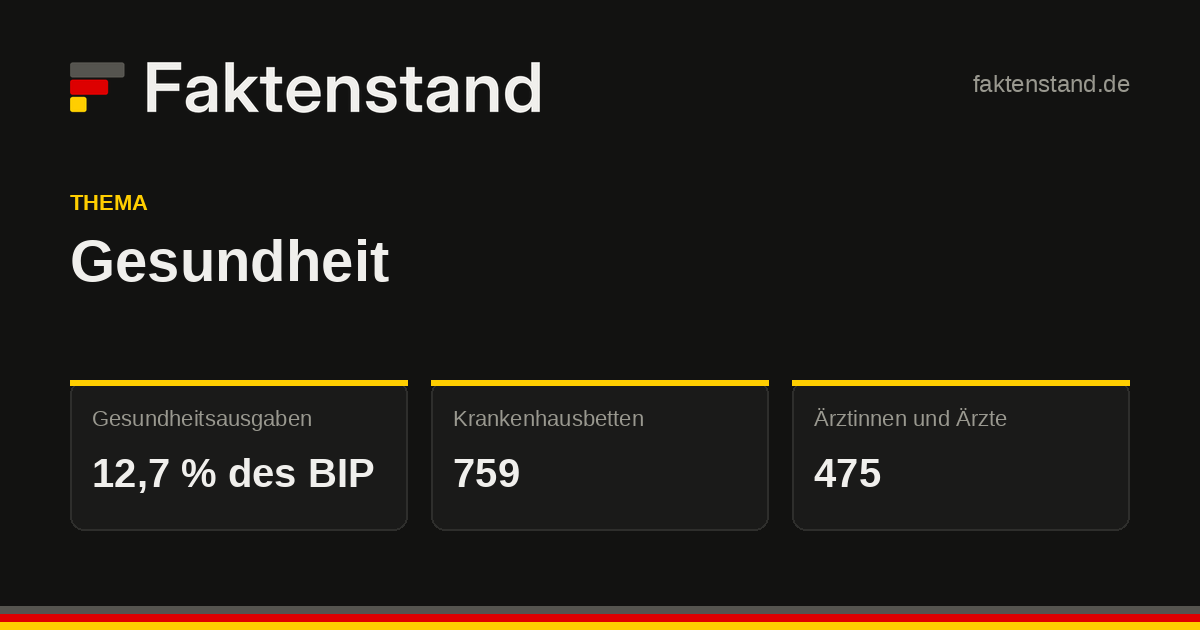 Faktenstand
faktenstand.de
THEMA
Gesundheit
Gesundheitsausgaben
12,7 % des BIP
Krankenhausbetten
759
Ärztinnen und Ärzte
475